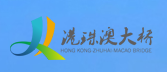 港珠澳大桥
HONG KONG-ZHUHAI-MACAO BRIDGE